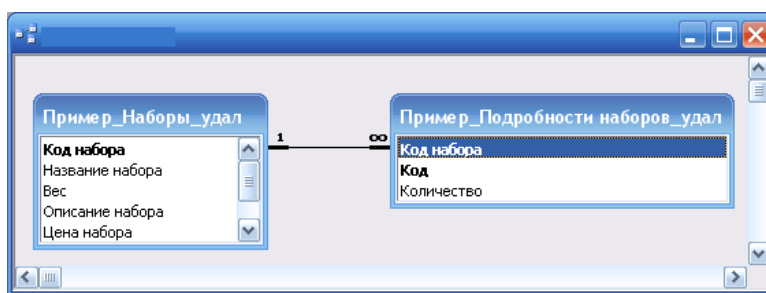 Пример_Наборы_удал
Код набора
Название набора
Вес
Описание набора
Цена набора
1
∞
Пример_Подробности наборов_удал
Код набора
Код
Количество